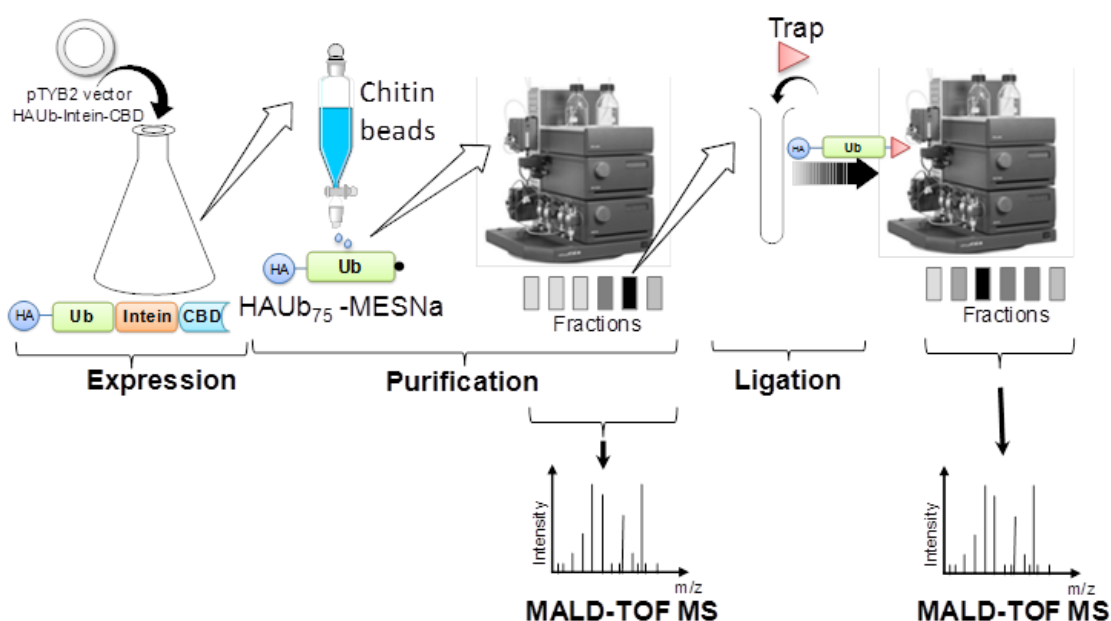 Trap
pTYB2 vector
HAUb-Intein-CBD
Chitin
beads
HA
Ub
HA
Ub
HAUb75 -MESNa
HA
Ub
Intein
CBD
Fractions
Fractions
Expression
Purification
Ligation
Intensity
m/z
MALD-TOF MS
Intensity
m/z
MALD-TOF MS